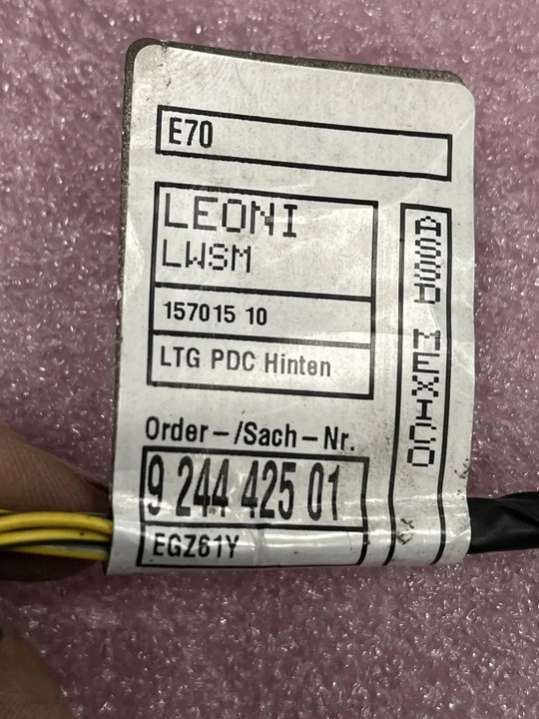 E70
LEONI
LWSM
157015 10
LTG PDC Hinten
Order-/Sach-Nr.
9 244 425 01
EGZ61Y
ASSD MEXICO